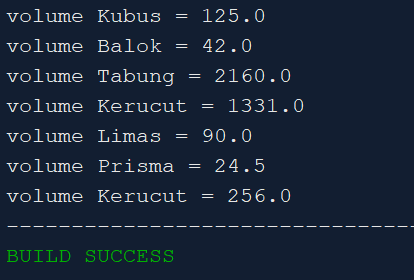 volume Kubus = 125.0
volume Balok = 42.0
volume Tabung = 2160.0
volume Kerucut = 1331.0
volume Limas = 90.0
volume Prisma = 24.5
volume Kerucut = 256.0
--------------------------------
BUILD SUCCESS